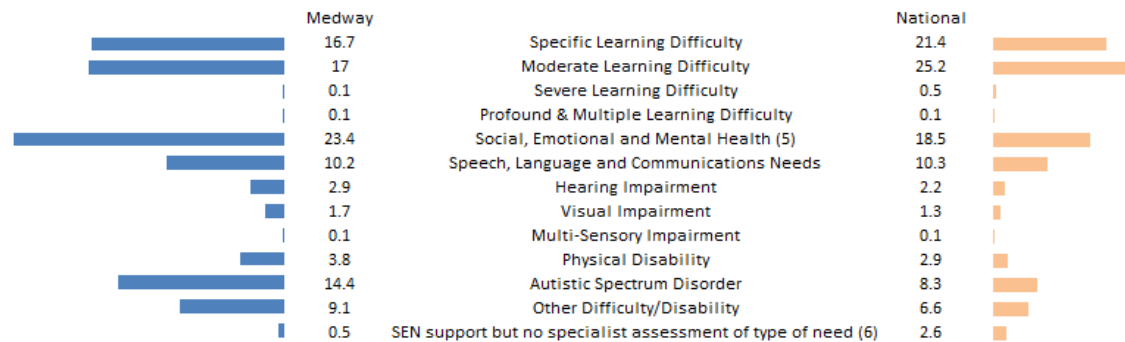 Medway National
16.7 Specific Learning Difficulty 21.4
17 Moderate Learning Difficulty 25.2
0.1 Severe Learning Difficulty 0.5
0.1 Profound & Multiple Learning Difficulty 0.1
23.4 Social, Emotional and Mental Health (5) 18.5
10.2 Speech, Language and Communications Needs 10.3
2.9 Hearing Impairment 2.2
1.7 Visual Impairment 1.3
0.1 Multi-Sensory Impairment 0.1
3.8 Physical Disability 2.9
14.4 Autistic Spectrum Disorder 8.3
9.1 Other Difficulty/Disability 6.6
0.5 SEN support but no specialist assessment of type of need (6) 2.6